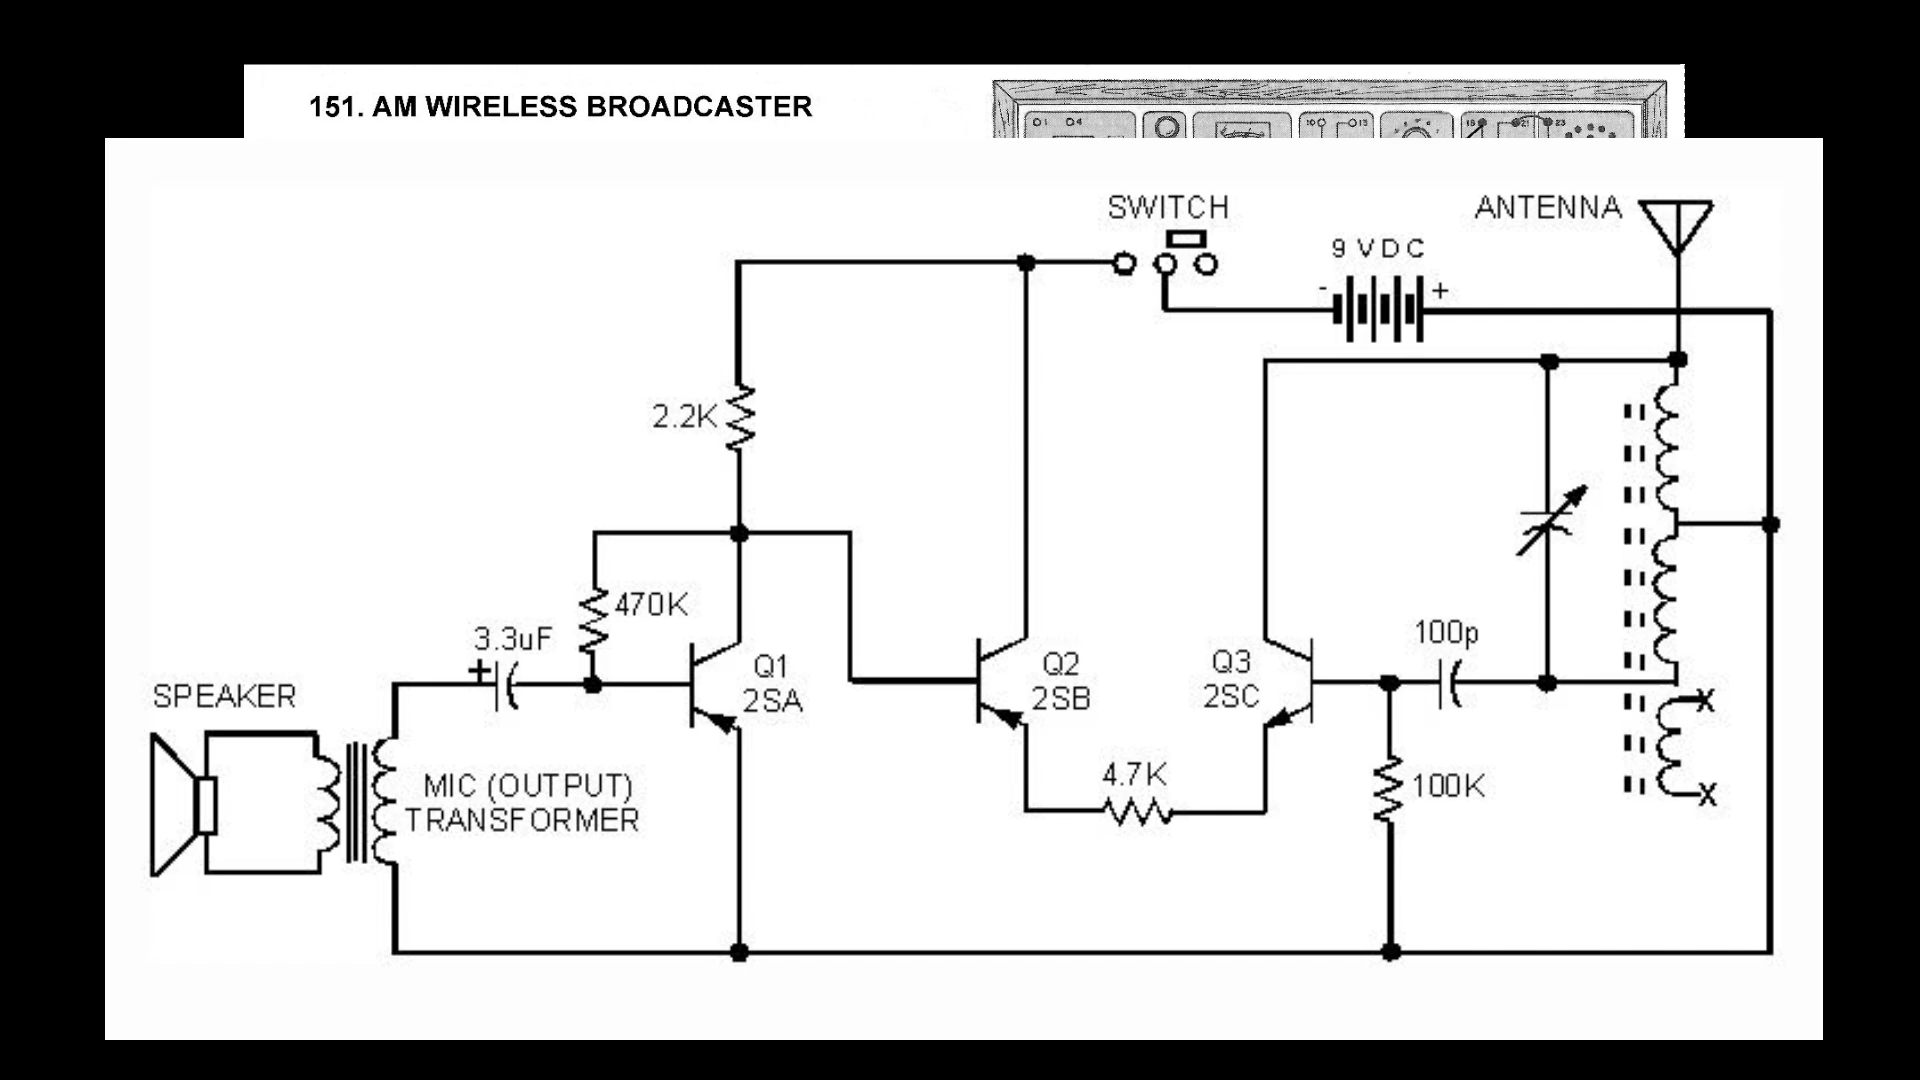 151. AM WIRELESS BROADCASTER
SWITCH
ANTENNA
9 VDC
- +
2.2K
470K
3.3uF
+
SPEAKER
Q1
2SA
Q2
2SB
Q3
2SC
100p
X
X
MIC (OUTPUT)
TRANSFORMER
4.7K
100K